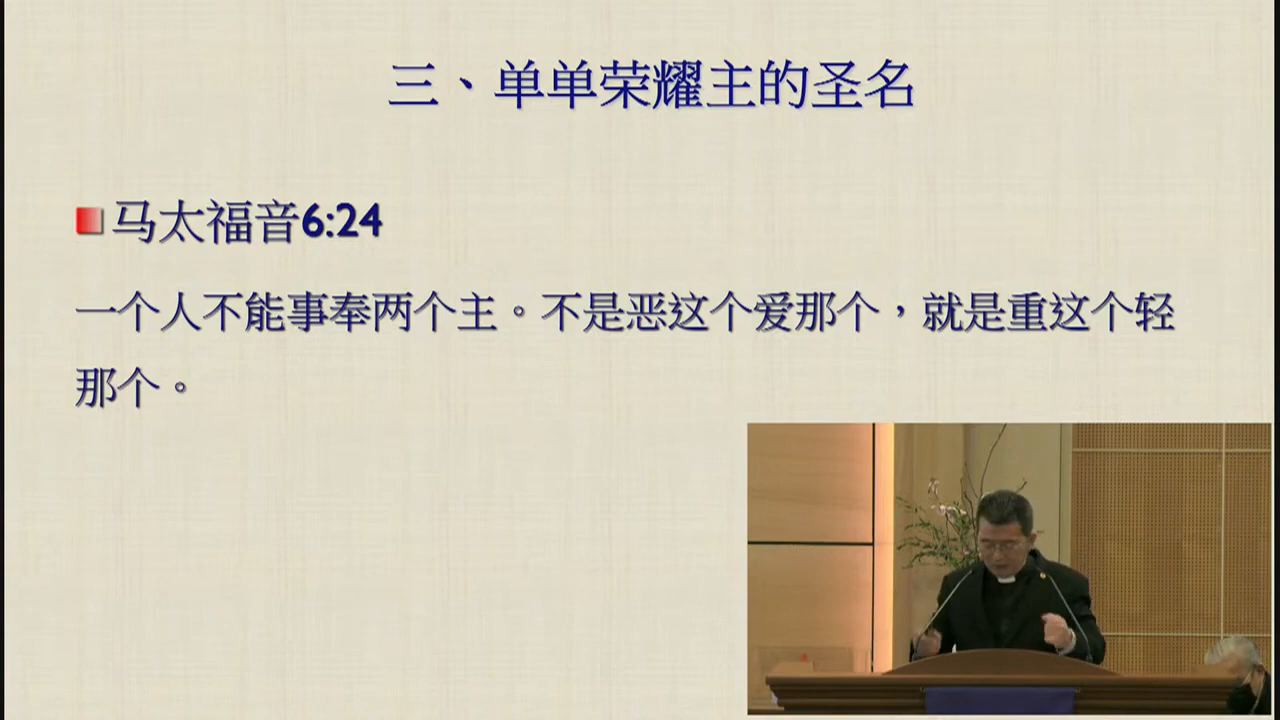 三、单单荣耀主的圣名
马太福音6:24
一个人不能事奉两个主。不是恶这个爱那个，就是重这个轻
那个。